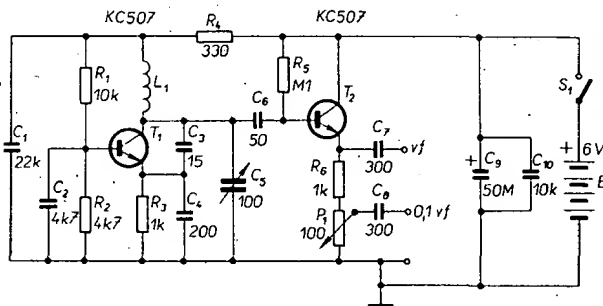 KC507
KC507
R4
330
R1
10k
L1
T1
C1
22k
C2
4k7
R2
4k7
R3
1k
C3
15
C4
200
C5
100
C6
50
R5
M1
T2
C7
300
vf
R6
1k
P1
100
C8
300
0,1 vf
+
C9
50M
C10
10k
S1
+
6V
B